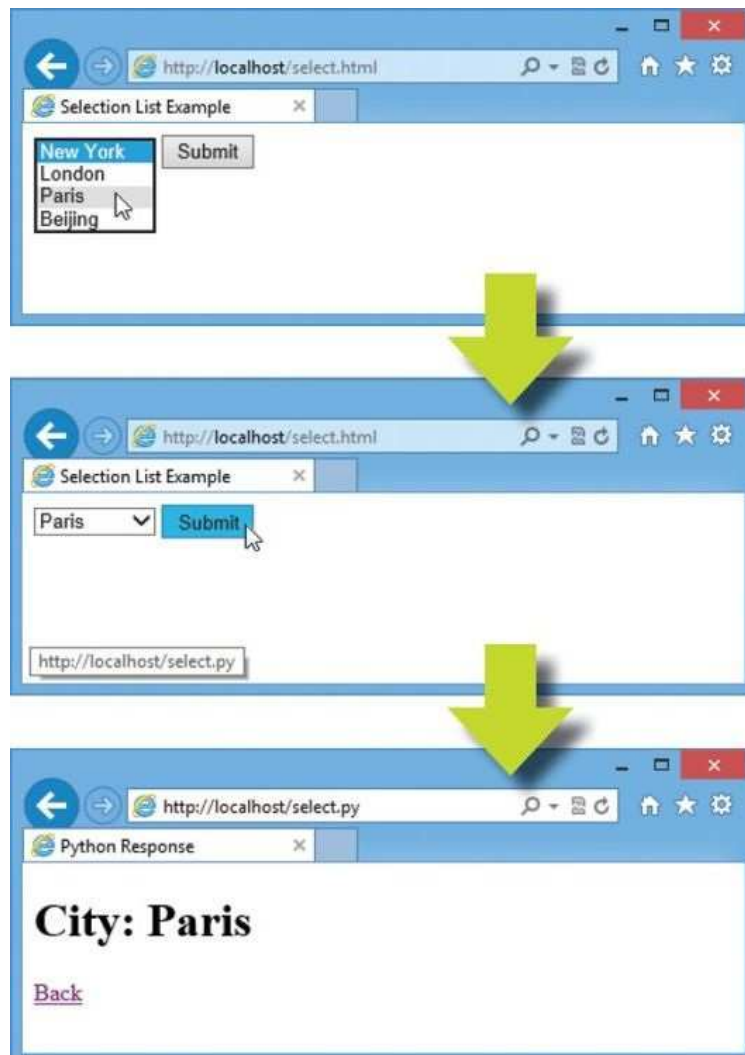 http://localhost/select.html
Selection List Example
New York
Submit
London
Paris
Beijing
http://localhost/select.html
Selection List Example
Paris
Submit
http://localhost/select.py
http://localhost/select.py
Python Response
City: Paris
Back